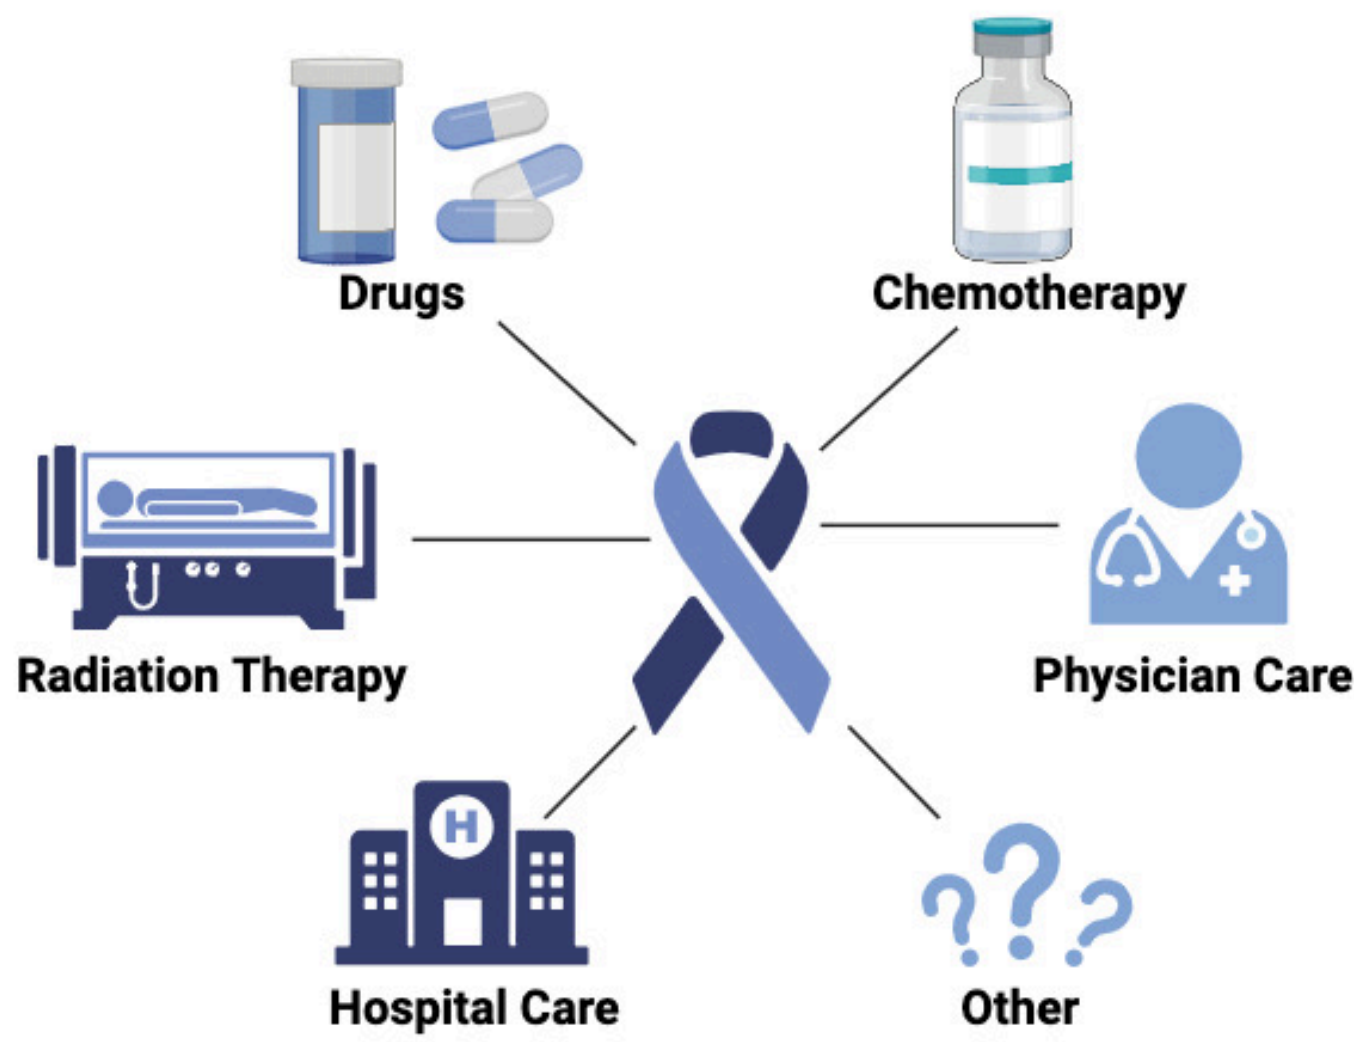 Drugs
Chemotherapy
Radiation Therapy
Physician Care
H
Hospital Care
? ? ?
Other